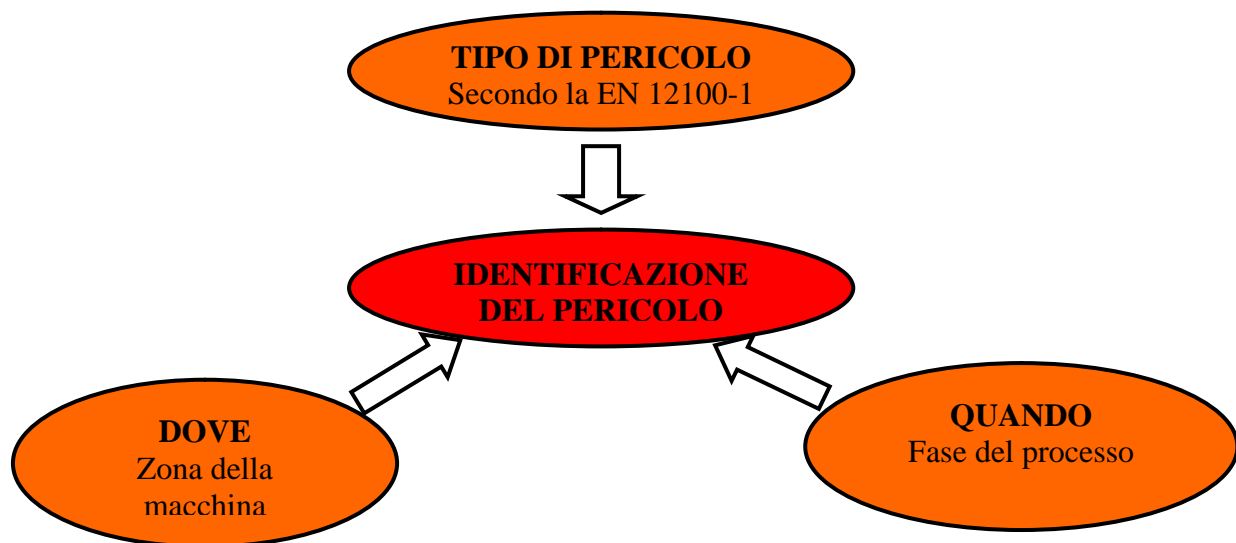 TIPO DI PERICOLO
Secondo la EN 12100-1
IDENTIFICAZIONE
DEL PERICOLO
DOVE
Zona della
macchina
QUANDO
Fase del processo